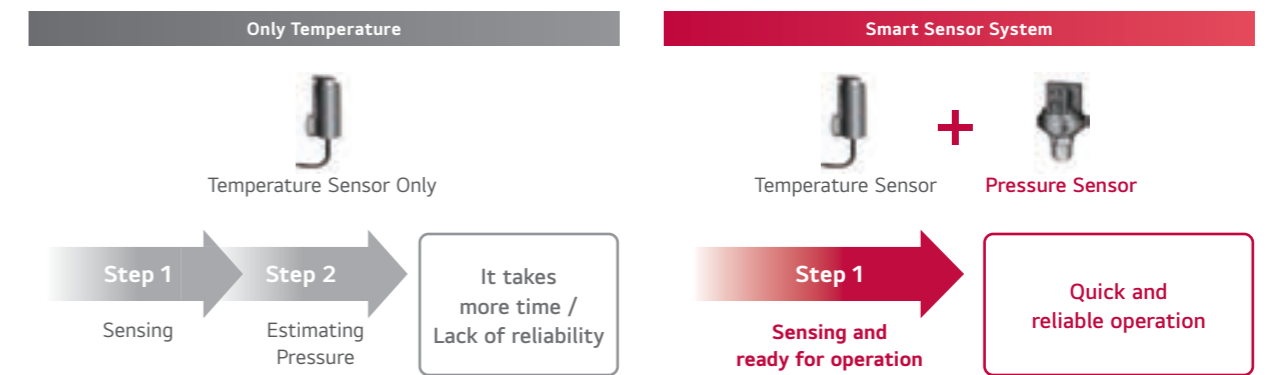 Only Temperature
Temperature Sensor Only
Step 1
Sensing
Step 2
Estimating
Pressure
It takes
more time /
Lack of reliability
Smart Sensor System
Temperature Sensor
+
Pressure Sensor
Step 1
Sensing and
ready for operation
Quick and
reliable operation